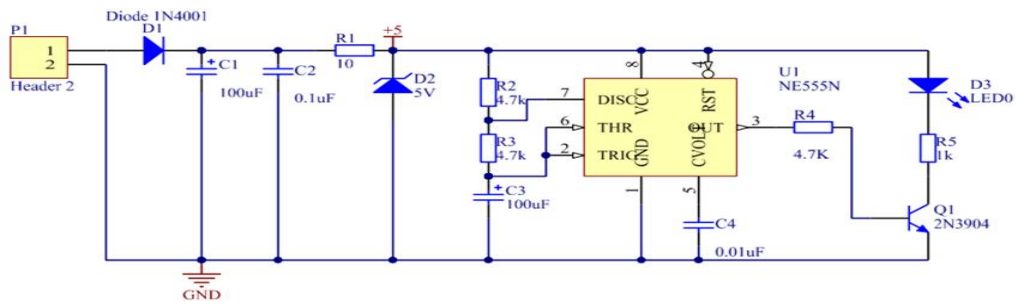 P1
1
2
Header 2
Diode 1N4001
D1
C1
100uF
C2
0.1uF
R1
10
+5
D2
5V
R2
4.7k
R3
4.7k
C3
100uF
7
6
2
8
4
3
1
5
DISC
THR
TRIG
VCC
RST
OUT
GND
CVOLT
U1
NE555N
C4
0.01uF
R4
4.7K
D3
LED0
R5
1k
Q1
2N3904
GND